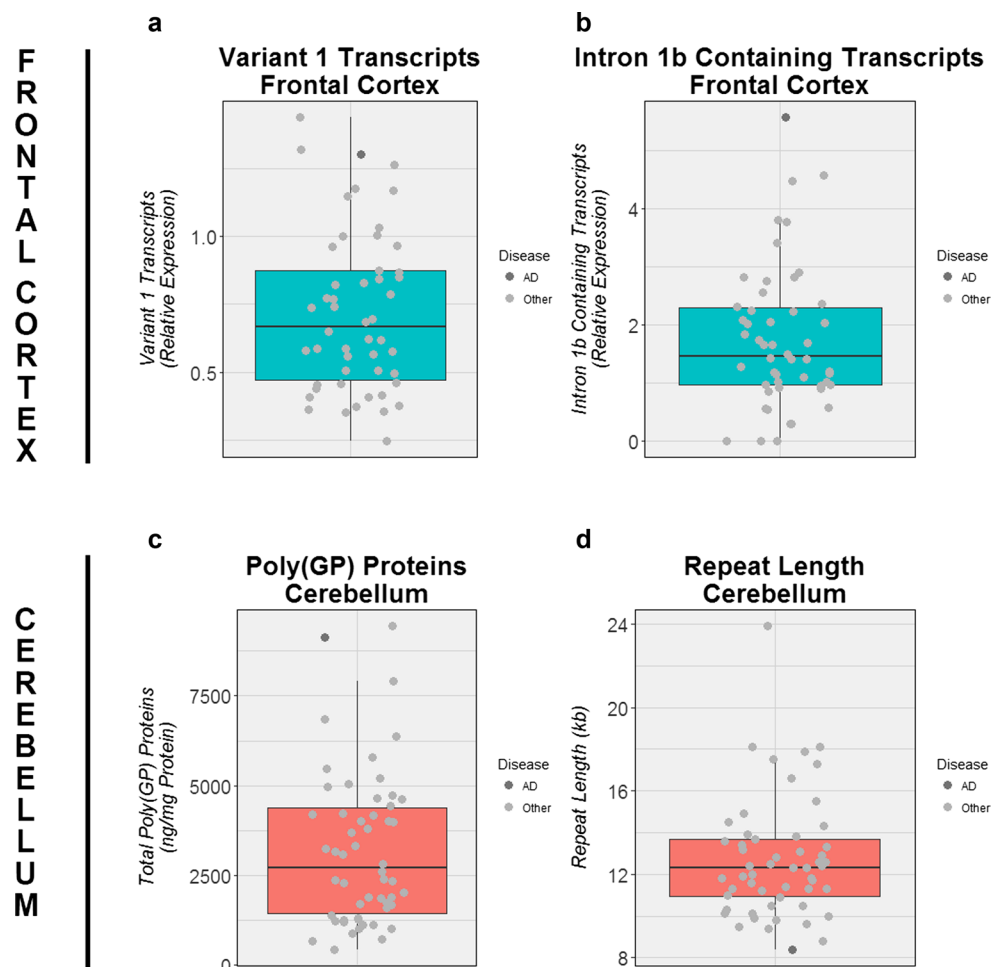 a
Variant 1 Transcripts
Frontal Cortex
Variant 1 Transcripts
(Relative Expression)
1.0
0.5
Disease
AD
Other
b
Intron 1b Containing Transcripts
Frontal Cortex
Intron 1b Containing Transcripts
(Relative Expression)
4
2
0
Disease
AD
Other
FRONTAL CORTEX
c
Poly(GP) Proteins
Cerebellum
Total Poly(GP) Proteins
(ng/mg Protein)
7500
5000
2500
0
Disease
AD
Other
d
Repeat Length
Cerebellum
Repeat Length (kb)
24
20
16
12
8
Disease
AD
Other
CEREBELLUM